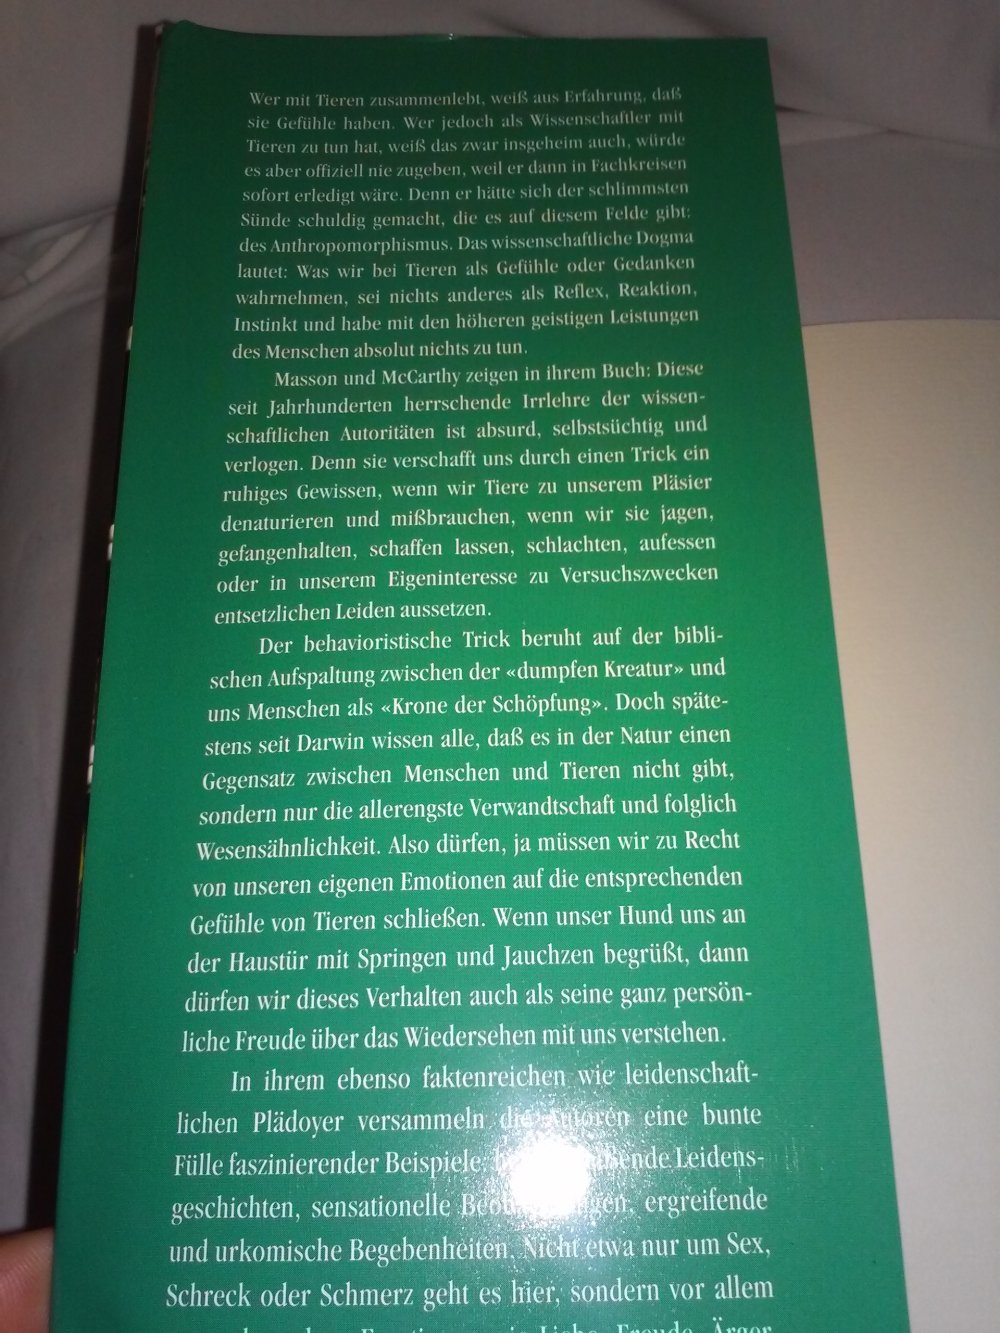 Wer mit Tieren zusammenlebt, weiß aus Erfahrung, daß
sie Gefühle haben. Wer jedoch als Wissenschaftler mit
Tieren zu tun hat, weiß das zwar insgeheim auch, würde
es aber offiziell nie zugeben, weil er dann in Fachkreisen
sofort erledigt wäre. Denn er hätte sich der schlimmsten
Sünde schuldig gemacht, die es auf diesem Felde gibt:
des Anthropomorphismus. Das wissenschaftliche Dogma
lautet: Was wir bei Tieren als Gefühle oder Gedanken
wahrnehmen, sei nichts anderes als Reflex, Reaktion,
Instinkt und habe mit den höheren geistigen Leistungen
des Menschen absolut nichts zu tun.
Masson und McCarthy zeigen in ihrem Buch: Diese
seit Jahrhunderten herrschende Irrlehre der wissen-
schaftlichen Autoritäten ist absurd, selbstsüchtig und
verlogen. Denn sie verschafft uns durch einen Trick ein
ruhiges Gewissen, wenn wir Tiere zu unserem Pläsier
denaturieren und mißbrauchen, wenn wir sie jagen,
gefangenhalten, schaffen lassen, schlachten, aufessen
oder in unserem Eigeninteresse zu Versuchszwecken
entsetzlichen Leiden aussetzen.
Der behavioristische Trick beruht auf der bibli-
schen Aufspaltung zwischen der «dumpfen Kreatur» und
uns Menschen als «Krone der Schöpfung». Doch späte-
stens seit Darwin wissen alle, daß es in der Natur einen
Gegensatz zwischen Menschen und Tieren nicht gibt,
sondern nur die allerengste Verwandtschaft und folglich
Wesensähnlichkeit. Also dürfen, ja müssen wir zu Recht
von unseren eigenen Emotionen auf die entsprechenden
Gefühle von Tieren schließen. Wenn unser Hund uns an
der Haustür mit Springen und Jauchzen begrüßt, dann
dürfen wir dieses Verhalten auch als seine ganz persön-
liche Freude über das Wiedersehen mit uns verstehen.
In ihrem ebenso faktenreichen wie leidenschaft-
lichen Plädoyer versammeln die Autoren eine bunte
Fülle faszinierender Beispiele: Leidens-
geschichten, sensationelle Beobachtungen, ergreifende
und urkomische Begebenheiten. Nicht etwa nur um Sex,
Schreck oder Schmerz geht es hier, sondern vor allem
Liebe, Freude, Ärger